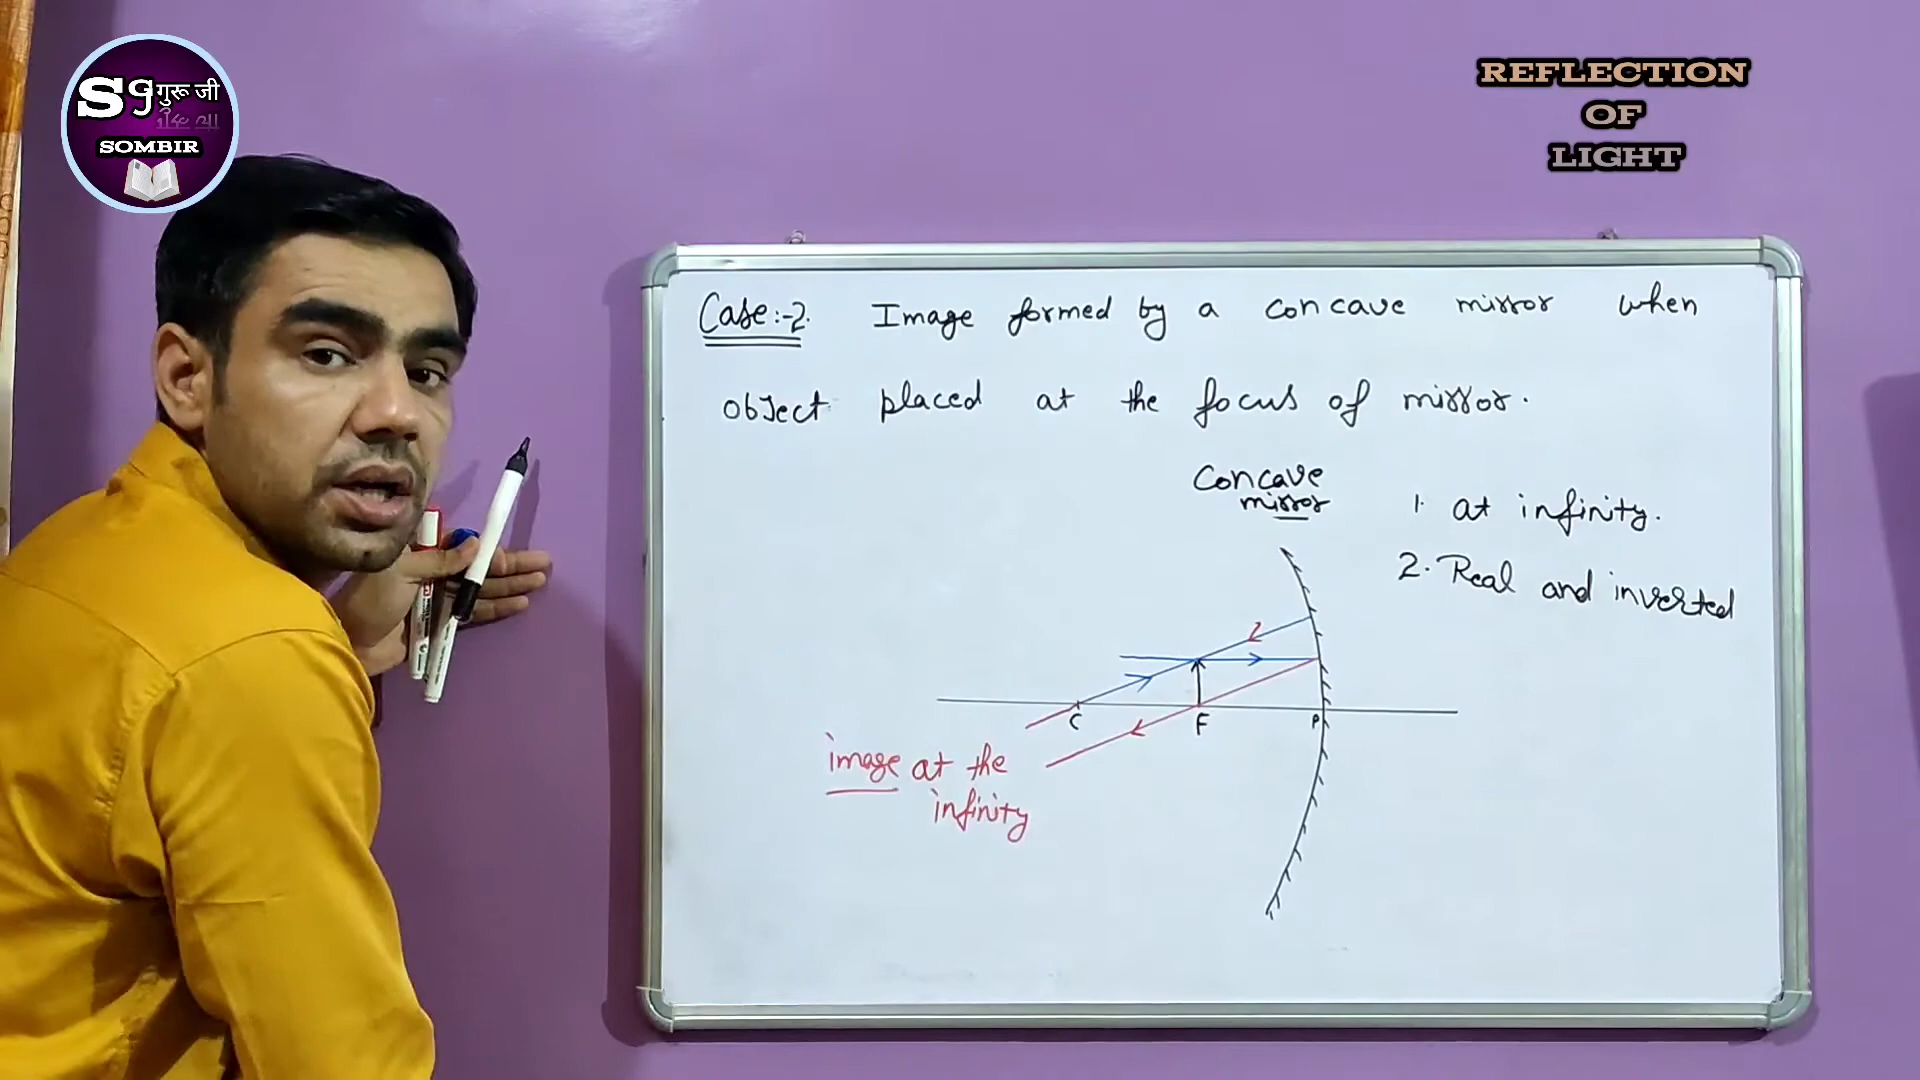 Sg गुरू जी
SOMBIR
REFLECTION
OF
LIGHT
Case:-2. Image formed by a concave mirror when
object placed at the focus of mirror.
Concave
mirror
1. at infinity.
2. Real and inverted
C F P
image at the
infinity